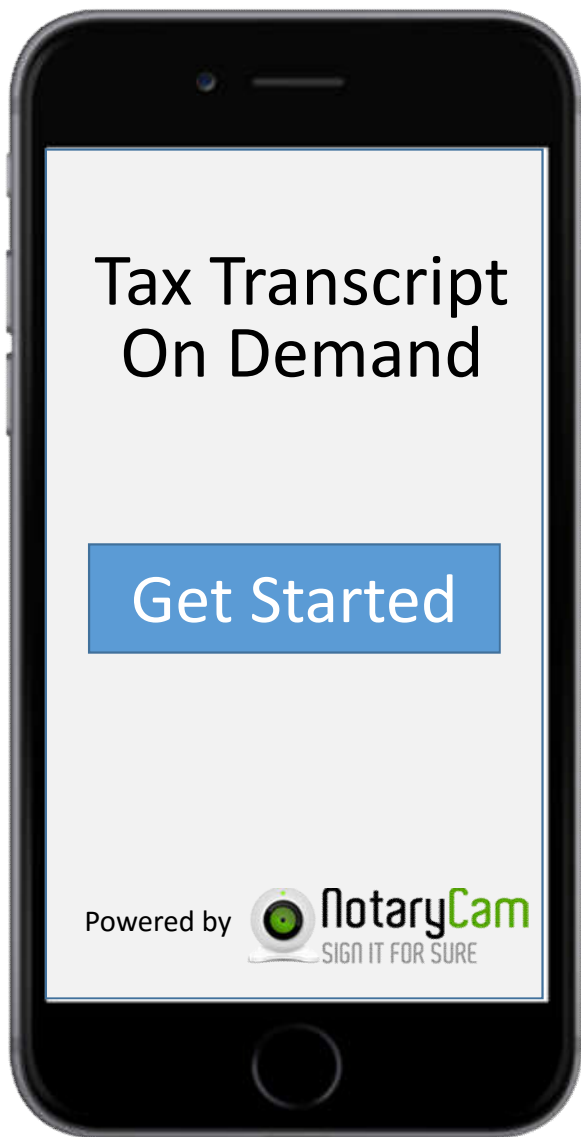 Tax Transcript
On Demand
Get Started
Powered by
NotaryCam
SIGN IT FOR SURE